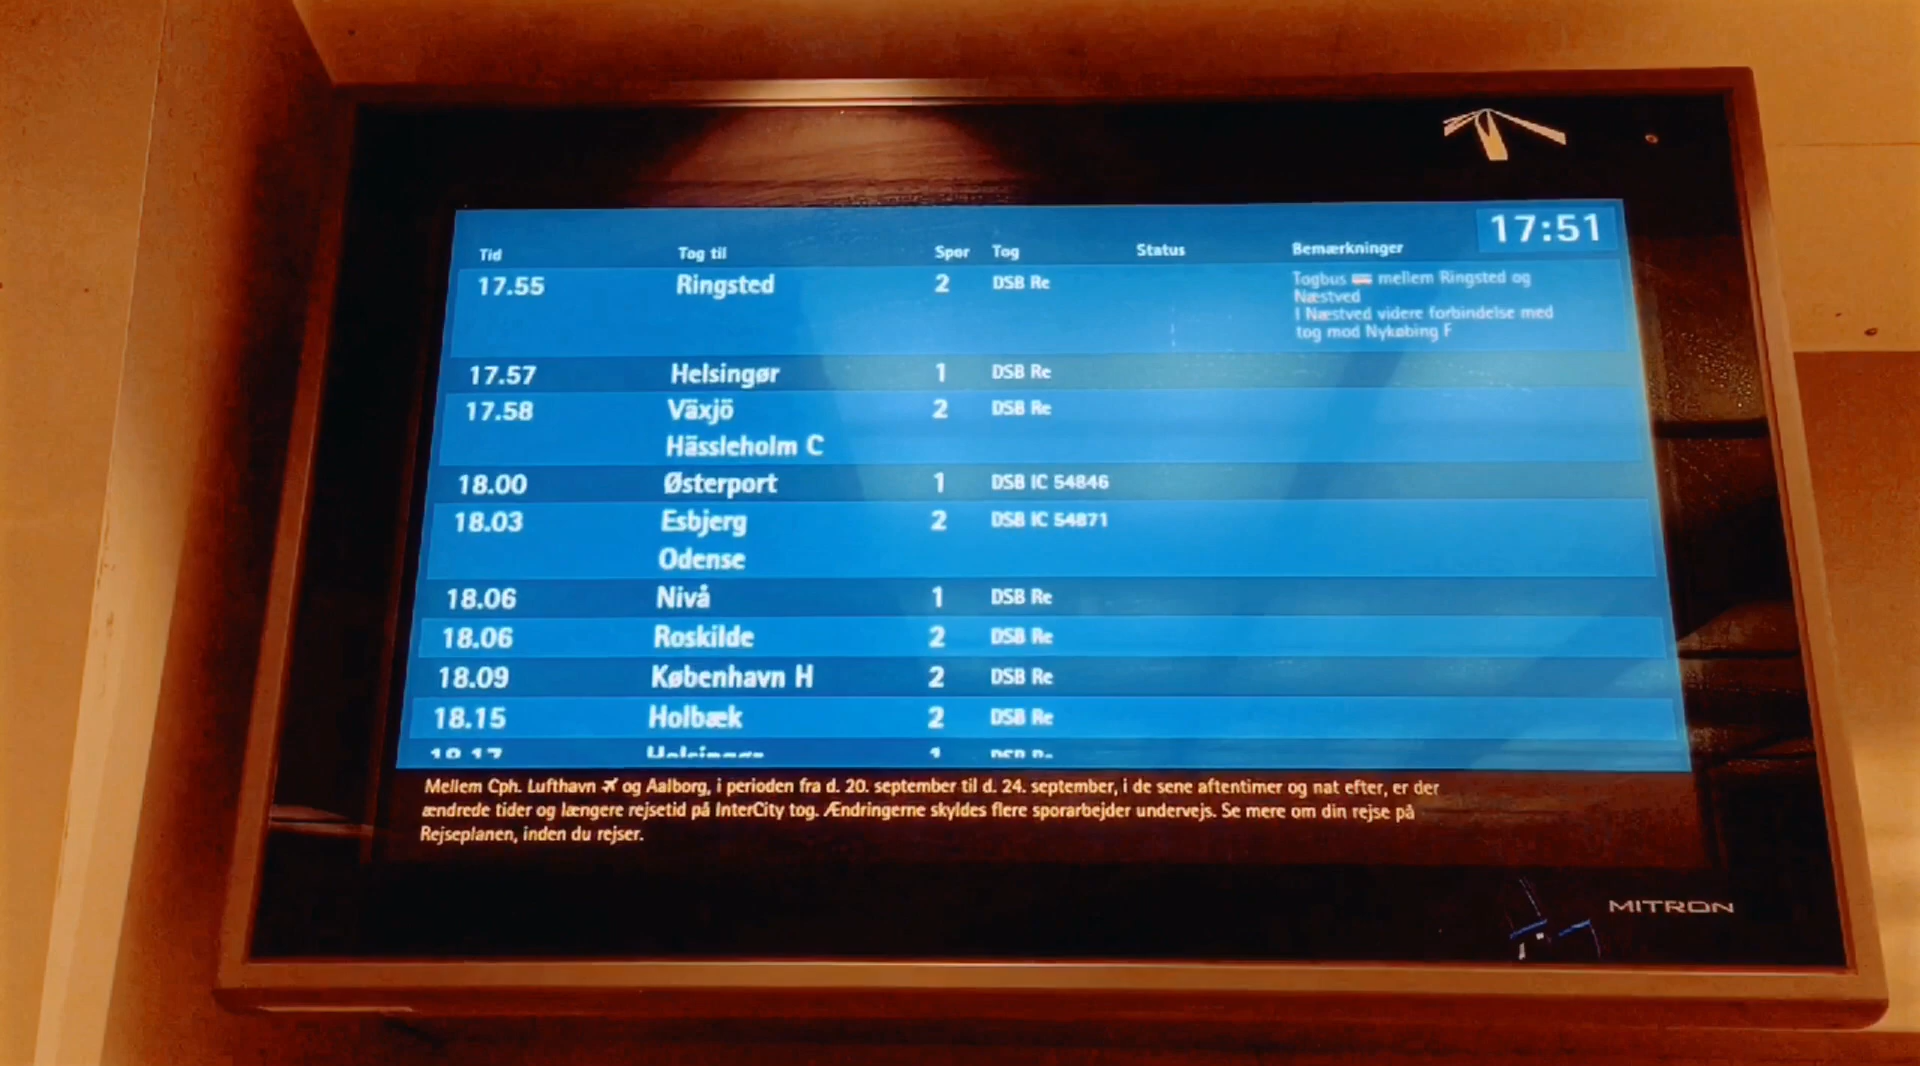 17:51
Tid Tog til Spor Tog Status Bemærkninger
17.55 Ringsted 2 DSB Re Togbus mellem Ringsted og
Næstved
I Næstved videre forbindelse med
tog mod Nykøbing F
17.57 Helsingør 1 DSB Re
17.58 Växjö 2 DSB Re
Hässleholm C
18.00 Østerport 1 DSB IC 54846
18.03 Esbjerg 2 DSB IC 54871
Odense
18.06 Nivå 1 DSB Re
18.06 Roskilde 2 DSB Re
18.09 København H 2 DSB Re
18.15 Holbæk 2 DSB Re
Mellem Cph. Lufthavn og Aalborg, i perioden fra d. 20. september til d. 24. september, i de sene aftentimer og nat efter, er der
ændrede tider og længere rejsetid på InterCity tog. Ændringerne skyldes flere sporarbejder undervejs. Se mere om din rejse på
Rejseplanen, inden du rejser.
MITRON